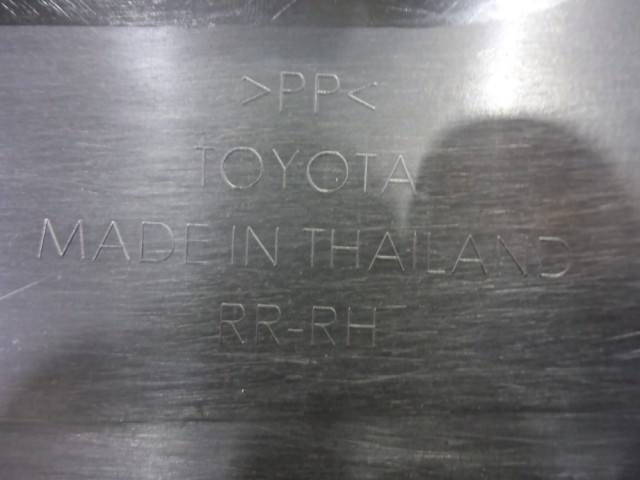 >PP<
TOYOTA
MADE IN THAILAND
RR-RH